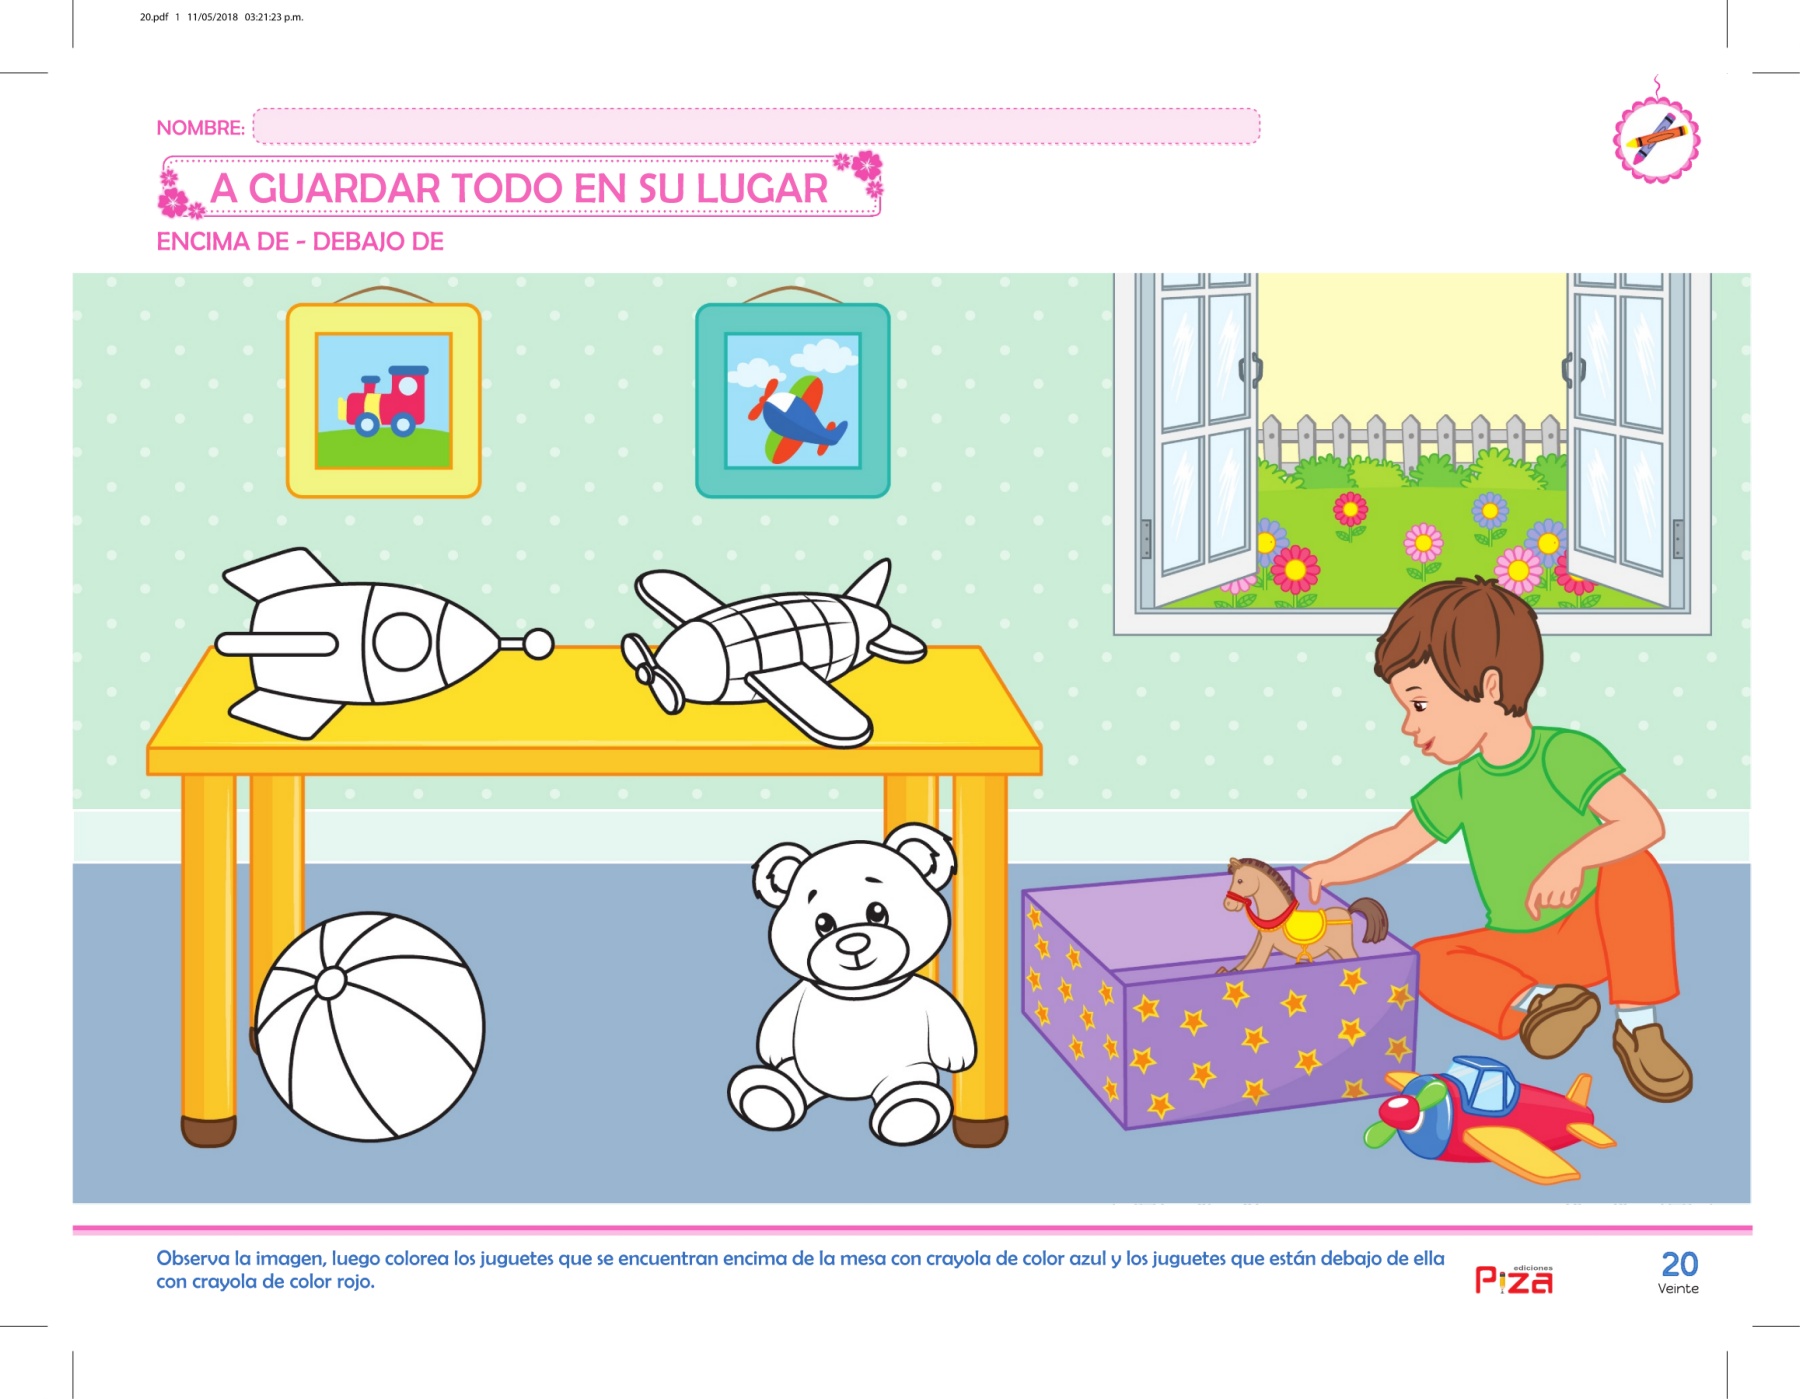 20.pdf 1 11/05/2018 03:21:23 p.m.
NOMBRE:
A GUARDAR TODO EN SU LUGAR
ENCIMA DE - DEBAJO DE
Observa la imagen, luego colorea los juguetes que se encuentran encima de la mesa con crayola de color azul y los juguetes que están debajo de ella
con crayola de color rojo.
ediciones
Piza
20
Veinte